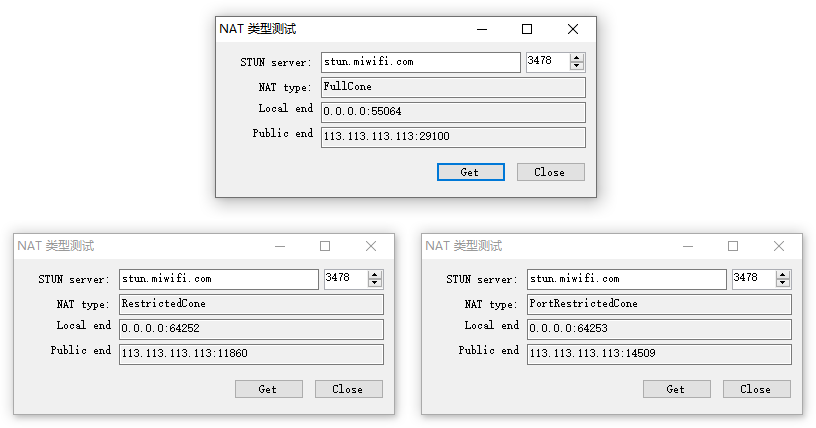 NAT 类型测试
STUN server: stun.miwifi.com 3478
NAT type: FullCone
Local end 0.0.0.0:55064
Public end 113.113.113.113:29100
Get Close
NAT 类型测试
STUN server: stun.miwifi.com 3478
NAT type: RestrictedCone
Local end 0.0.0.0:64252
Public end 113.113.113.113:11860
Get Close
NAT 类型测试
STUN server: stun.miwifi.com 3478
NAT type: PortRestrictedCone
Local end 0.0.0.0:64253
Public end 113.113.113.113:14509
Get Close